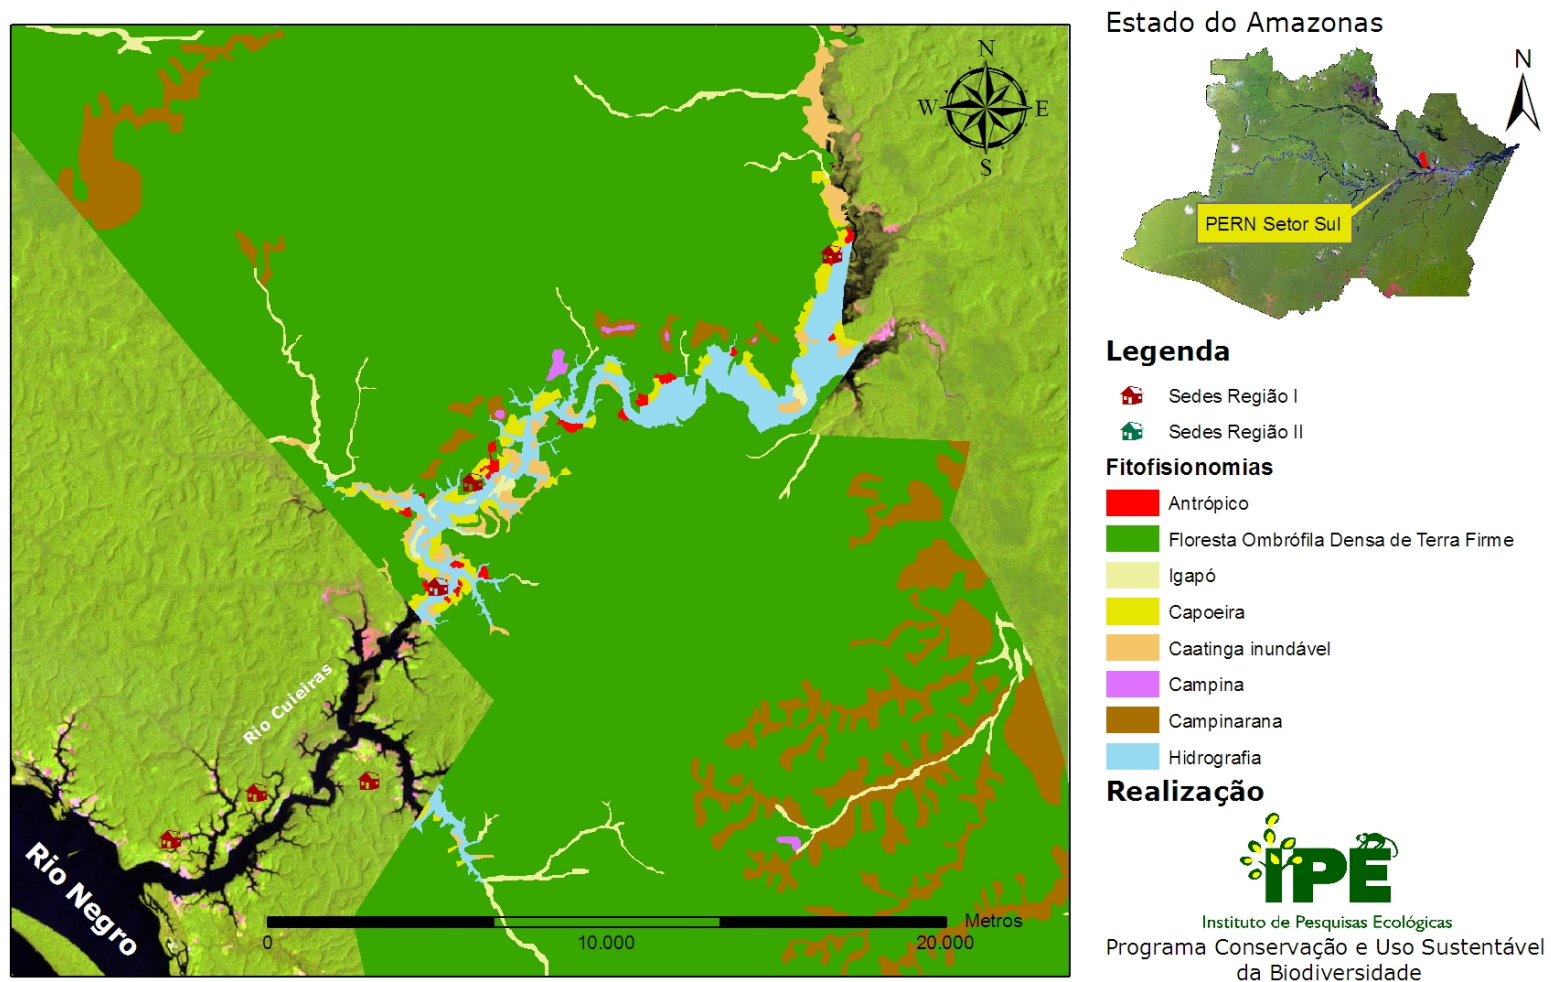 Estado do Amazonas
N
PERN Setor Sul
N
W
E
S
Legenda
Sedes Região I
Sedes Região II
Fitofisionomias
Antrópico
Floresta Ombrófila Densa de Terra Firme
Igapó
Capoeira
Caatinga inundável
Campina
Campinarana
Hidrografia
Rio Cuieiras
Rio Negro
Metros
0
10.000
20.000
Realização
IPÊ
Instituto de Pesquisas Ecológicas
Programa Conservação e Uso Sustentável
da Biodiversidade